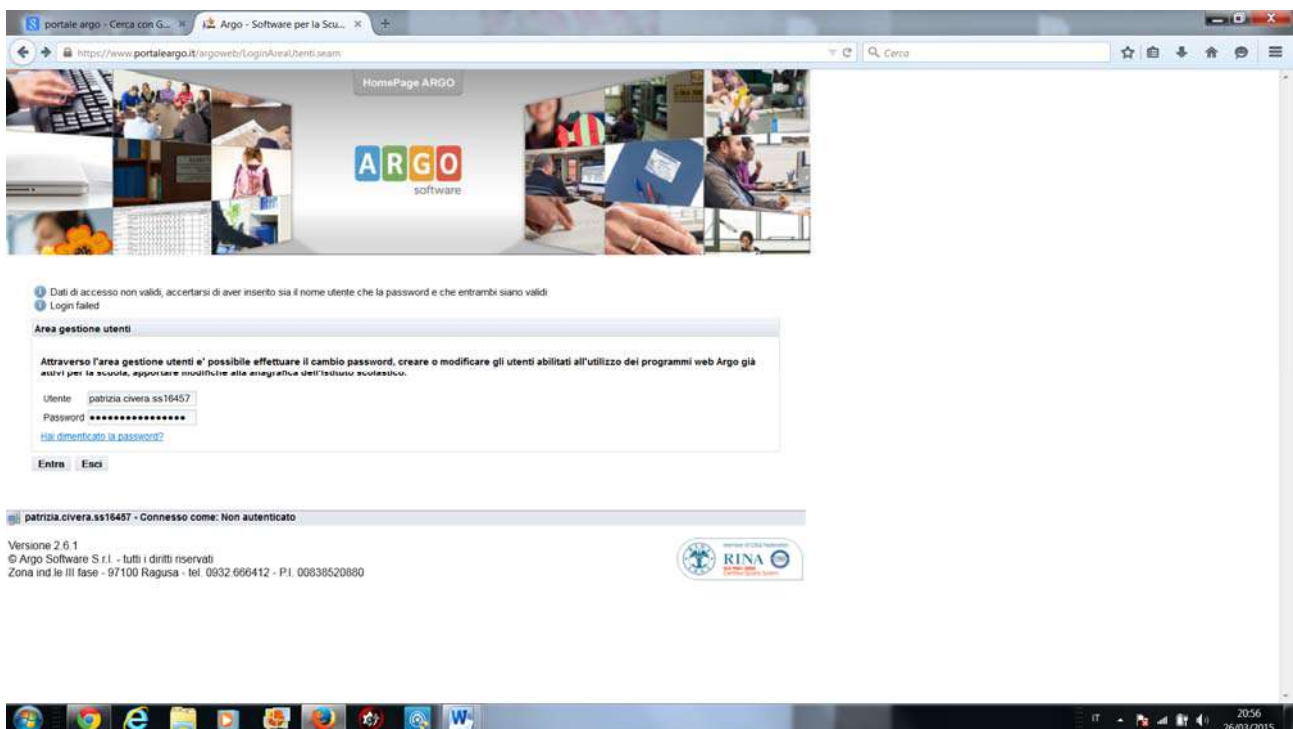 portale argo - Cerca con G...
Argo - Software per la Scu...
https://www.portaleargo.it/argoweb/LoginAreaUtenti.seam
Cerca
HomePage ARGO
ARGO
software
Dati di accesso non validi, accertarsi di aver inserito sia il nome utente che la password e che entrambi siano validi
Login failed
Area gestione utenti
Attraverso l'area gestione utenti e' possibile effettuare il cambio password, creare o modificare gli utenti abilitati all'utilizzo dei programmi web Argo già
attivi per la scuola, apportare modifiche alla anagrafica dell'Istituto scolastico.
Utente patrizia.civera.ss16457
Password ••••••••••••••••
Hai dimenticato la password?
Entra Esci
patrizia.civera.ss16457 - Connesso come: Non autenticato
Versione 2.6.1
© Argo Software S.r.l. - tutti i diritti riservati
Zona ind.le III fase - 97100 Ragusa - tel. 0932.666412 - P.I. 00838520880
RINA
IT
20:56
26/03/2015